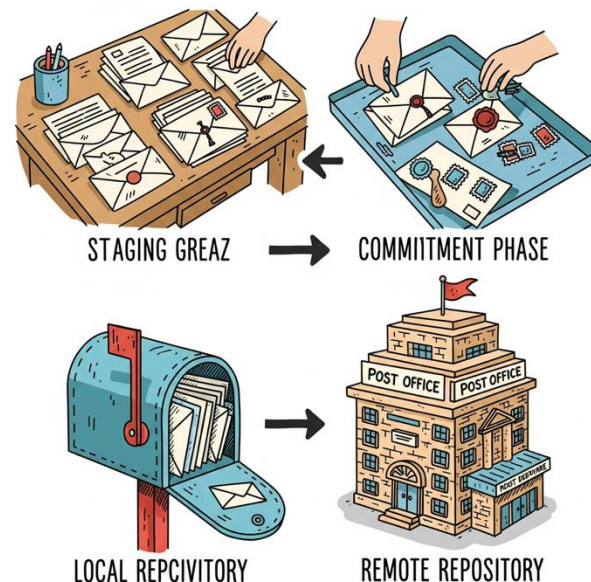 STAGING GREAZ
COMMIITMENT PHASE
POST OFFICE
POST OFFICE
LOCAL REPCIVITORY
REMOTE REPOSITORY